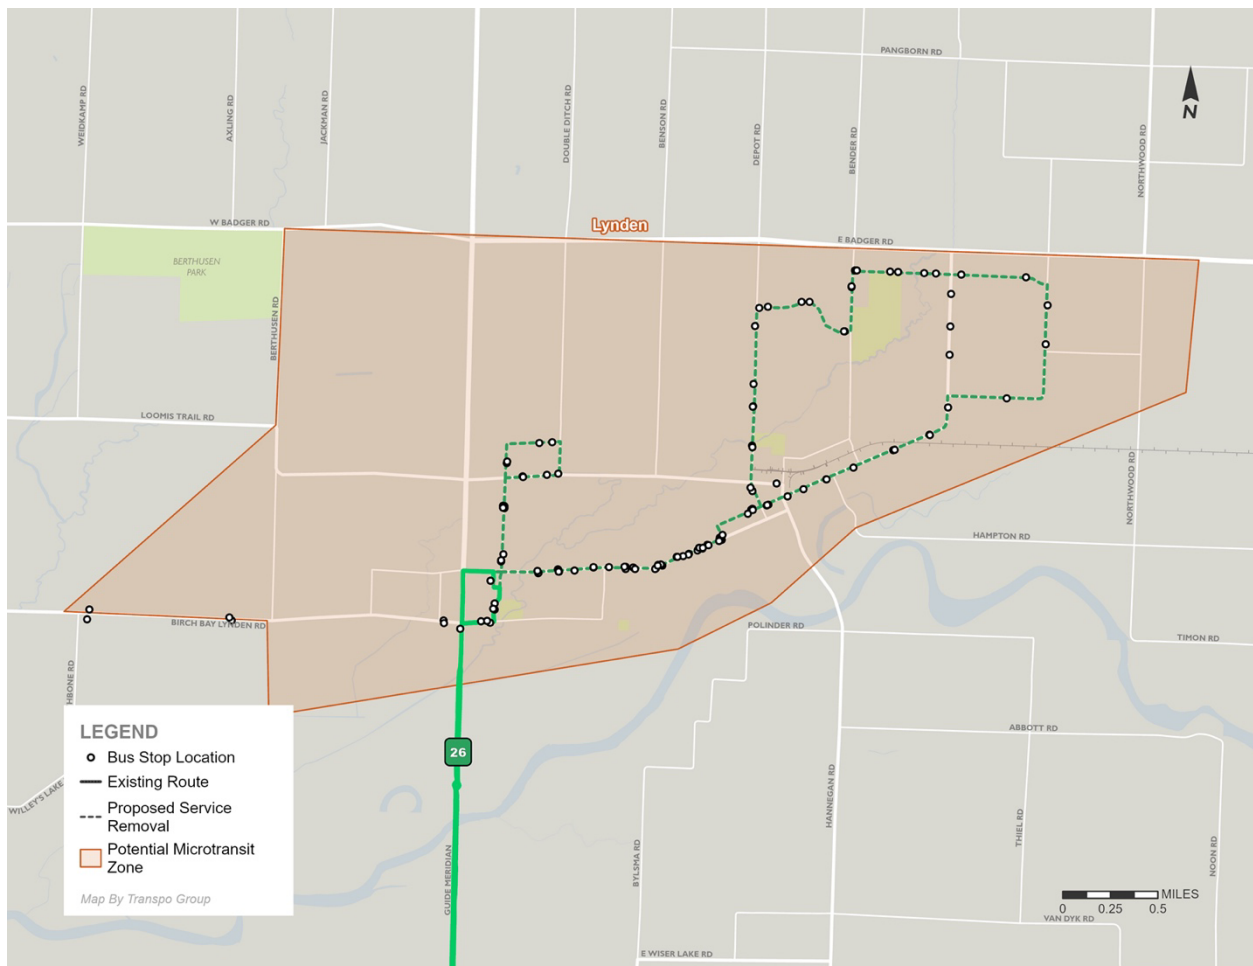 PANGBORN RD
WEIDKAMP RD
AXLING RD
JACKMAN RD
DOUBLE DITCH RD
BENSON RD
DEPOT RD
BENDER RD
NORTHWOOD RD
N
W BADGER RD
Lynden
E BADGER RD
BERTHUSEN
PARK
BERTHUSEN RD
LOOMIS TRAIL RD
NORTHWOOD RD
HAMPTON RD
BIRCH BAY LYNDEN RD
POLINDER RD
TIMON RD
HBONE RD
ABBOTT RD
26
WILLEY'S LAKE
GUIDE MERIDIAN
BYLSMA RD
HANNEGAN RD
THIEL RD
NOON RD
LEGEND
Bus Stop Location
Existing Route
Proposed Service
Removal
Potential Microtransit
Zone
Map By Transpo Group
MILES
0 0.25 0.5
VAN DYK RD
E WISER LAKE RD